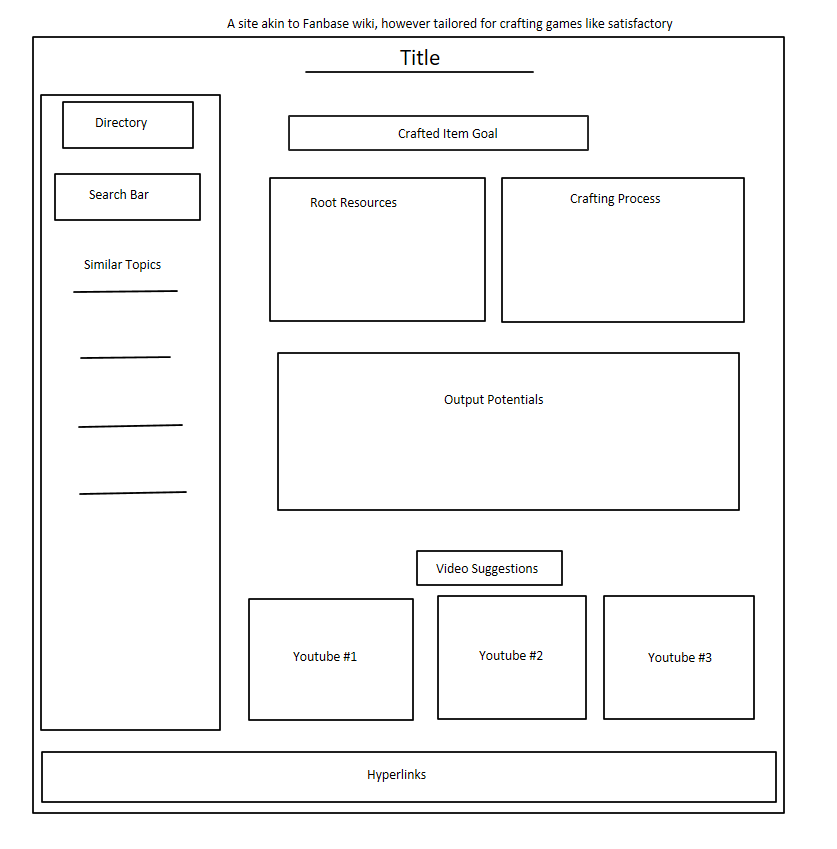 A site akin to Fanbase wiki, however tailored for crafting games like satisfactory
Title
Directory
Search Bar
Similar Topics
Crafted Item Goal
Root Resources
Crafting Process
Output Potentials
Video Suggestions
Youtube #1
Youtube #2
Youtube #3
Hyperlinks